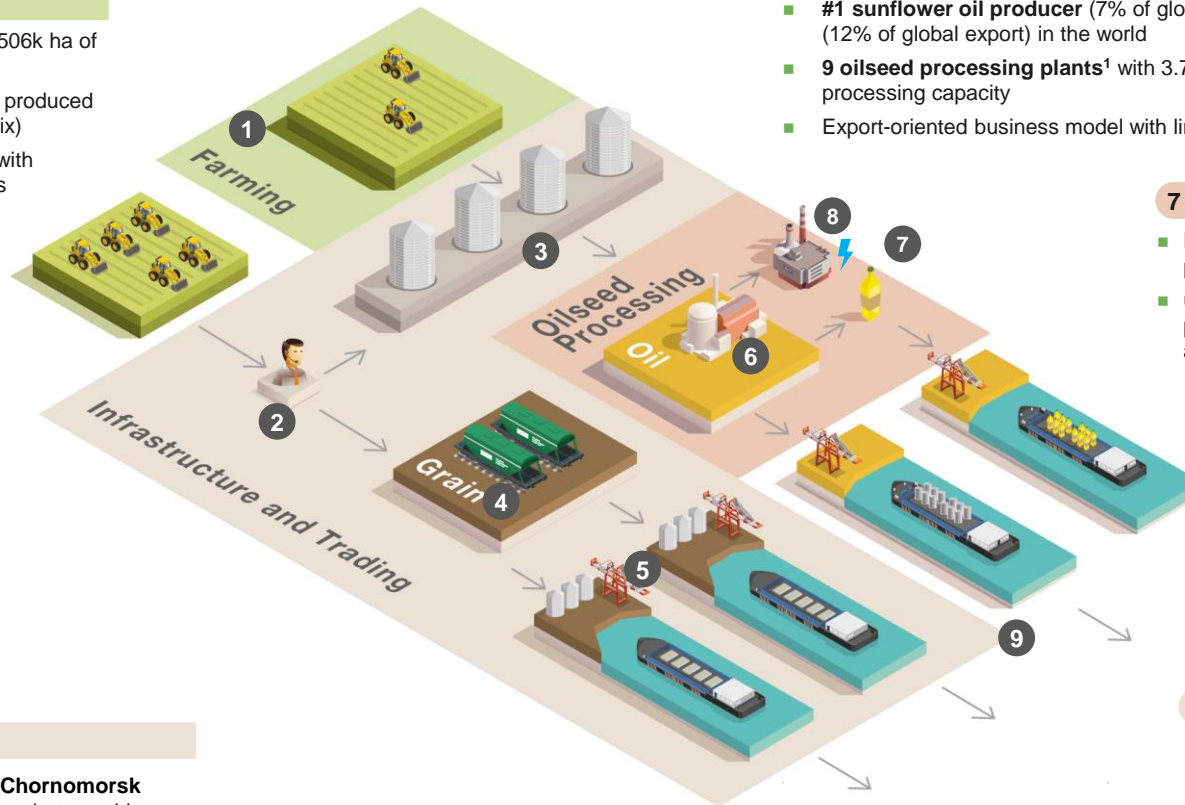 506k ha of
produced
ix)
with
s
#1 sunflower oil producer (7% of glo
(12% of global export) in the world
9 oilseed processing plants¹ with 3.7
processing capacity
Export-oriented business model with li
1
Farming
3
8
7
7
Oilseed
Processing
Oil
6
2
Infrastructure and Trading
Grain
4
5
9
Chornomorsk